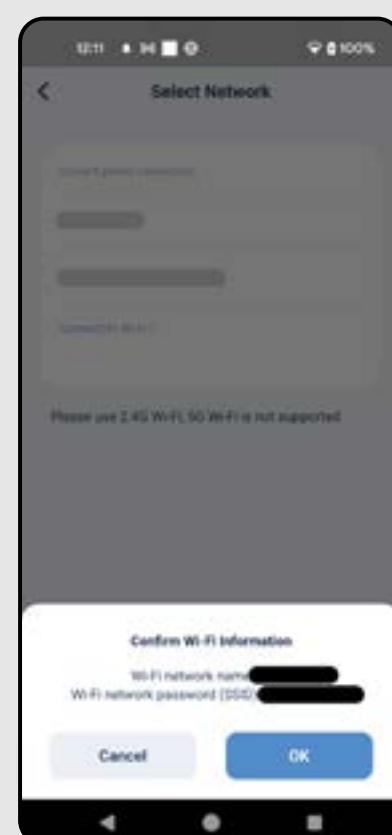 12:11 100%
Select Network
Please use 2.4G Wi-Fi, 5G Wi-Fi is not supported
Confirm Wi-Fi Information
Wi-Fi network name
Wi-Fi network password (SSID)
Cancel OK